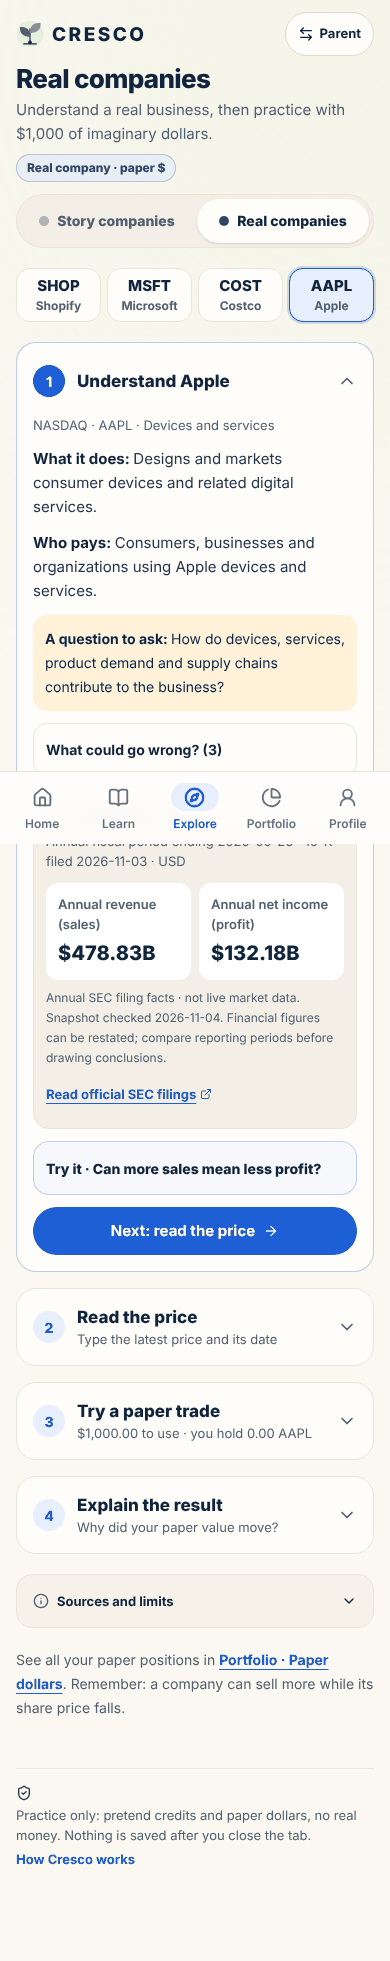 CRESCO
Parent
Real companies
Understand a real business, then practice with
$1,000 of imaginary dollars.
Real company · paper $
Story companies
Real companies
SHOP
Shopify
MSFT
Microsoft
COST
Costco
AAPL
Apple
1
Understand Apple
NASDAQ · AAPL · Devices and services
What it does: Designs and markets
consumer devices and related digital
services.
Who pays: Consumers, businesses and
organizations using Apple devices and
services.
A question to ask: How do devices, services,
product demand and supply chains
contribute to the business?
What could go wrong? (3)
Home
Learn
Explore
Portfolio
Profile
filed 2026-11-03 · USD
Annual revenue
(sales)
$478.83B
Annual net income
(profit)
$132.18B
Annual SEC filing facts · not live market data.
Snapshot checked 2026-11-04. Financial figures
can be restated; compare reporting periods before
drawing conclusions.
Read official SEC filings
Try it · Can more sales mean less profit?
Next: read the price
2
Read the price
Type the latest price and its date
3
Try a paper trade
$1,000.00 to use · you hold 0.00 AAPL
4
Explain the result
Why did your paper value move?
Sources and limits
See all your paper positions in Portfolio · Paper
dollars. Remember: a company can sell more while its
share price falls.
Practice only: pretend credits and paper dollars, no real
money. Nothing is saved after you close the tab.
How Cresco works